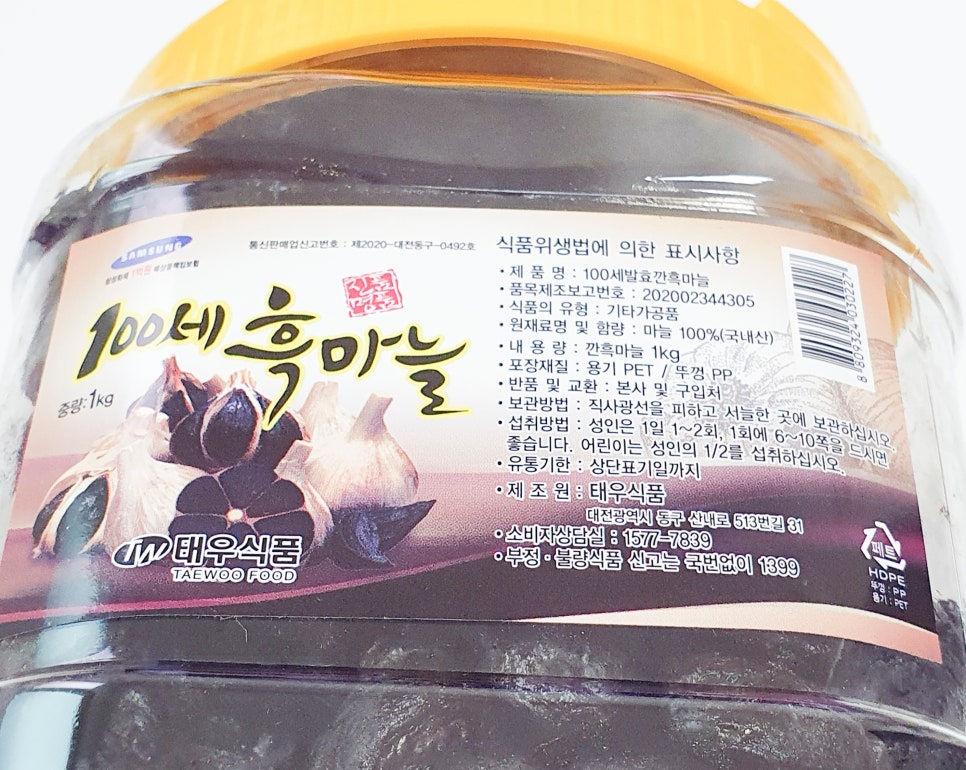 SAMSUNG
통신판매업신고번호 : 제2020-대전동구-0492호
100세 흑마늘
중량:1kg
TW 태우식품
TAEWOO FOOD
식품위생법에 의한 표시사항
• 제 품 명 : 100세발효깐흑마늘
• 품목제조보고번호 : 202002344305
• 식품의 유형 : 기타가공품
• 원재료명 및 함량 : 마늘 100%(국내산)
• 내 용 량 : 깐흑마늘 1kg
• 포장재질 : 용기 PET / 뚜껑 PP
• 반품 및 교환 : 본사 및 구입처
• 보관방법 : 직사광선을 피하고 서늘한 곳에 보관하십시오.
• 섭취방법 : 성인은 1일 1~2회, 1회에 6~10쪽을 드시면
좋습니다. 어린이는 성인의 1/2를 섭취하십시오.
• 유통기한 : 상단표기일까지
• 제 조 원 : 태우식품
대전광역시 동구 산내로 513번길 31
• 소비자상담실 : 1577-7839
• 부정 · 불량식품 신고는 국번없이 1399
8 809324 030227
페트
HDPE
뚜껑 : PP
용기 : PET